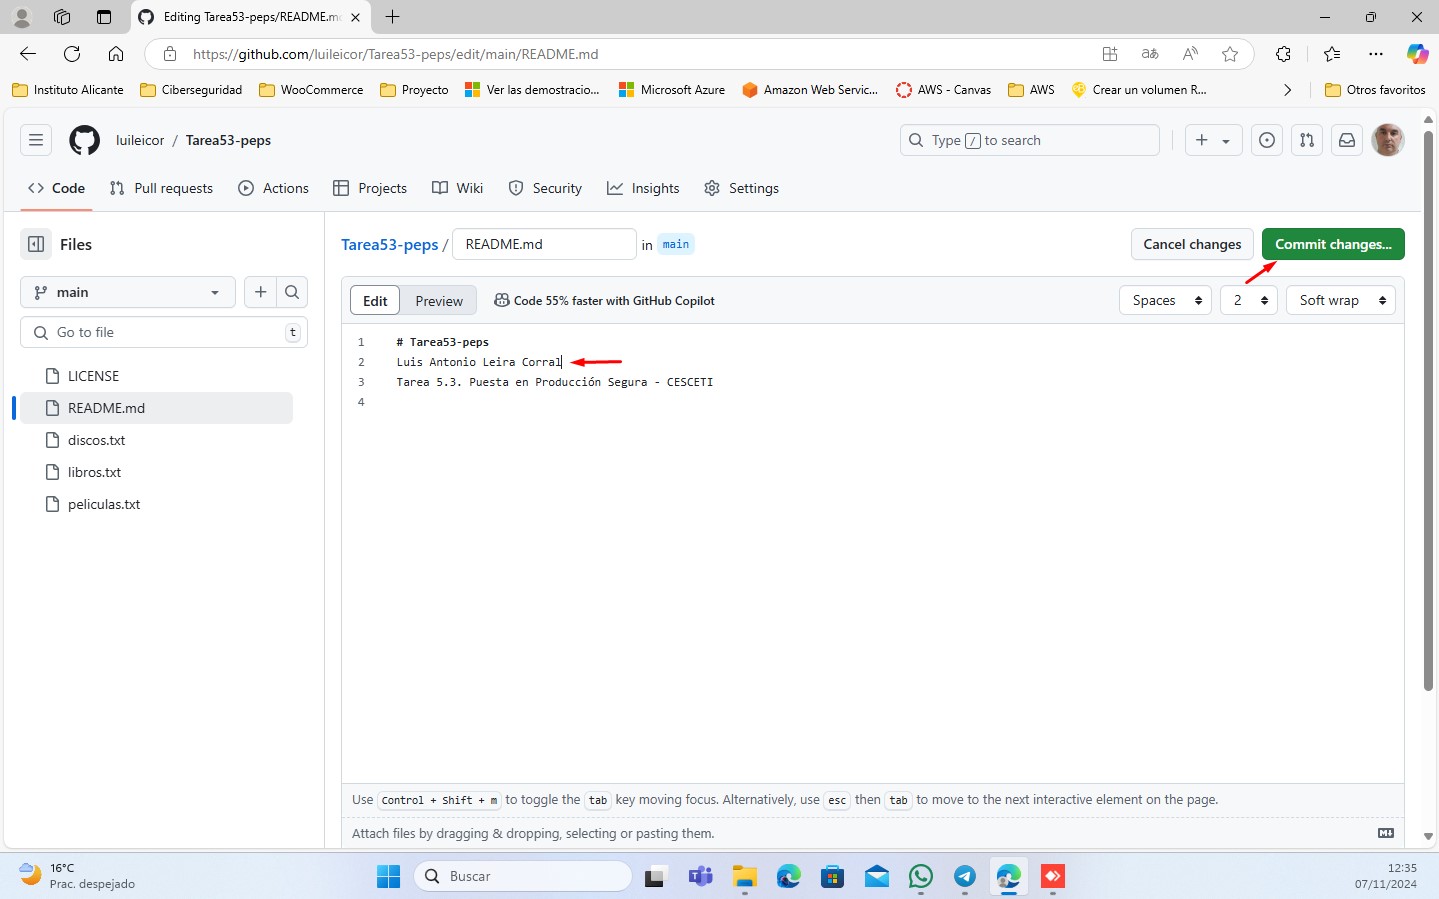 Editing Tarea53-peps/README.m
https://github.com/luileicor/Tarea53-peps/edit/main/README.md
Instituto Alicante
Ciberseguridad
WooCommerce
Proyecto
Ver las demostracio...
Microsoft Azure
Amazon Web Servic...
AWS - Canvas
AWS
Crear un volumen R...
Otros favoritos
luileicor / Tarea53-peps
Type / to search
Code
Pull requests
Actions
Projects
Wiki
Security
Insights
Settings
Files
Tarea53-peps / README.md in main
Cancel changes
Commit changes...
main
Edit
Preview
Code 55% faster with GitHub Copilot
Spaces
2
Soft wrap
Go to file
t
1 # Tarea53-peps
2 Luis Antonio Leira Corral
3 Tarea 5.3. Puesta en Producción Segura - CESCETI
4
LICENSE
README.md
discos.txt
libros.txt
peliculas.txt
Use Control + Shift + m to toggle the tab key moving focus. Alternatively, use esc then tab to move to the next interactive element on the page.
Attach files by dragging & dropping, selecting or pasting them.
16°C
Prac. despejado
Buscar
12:35
07/11/2024